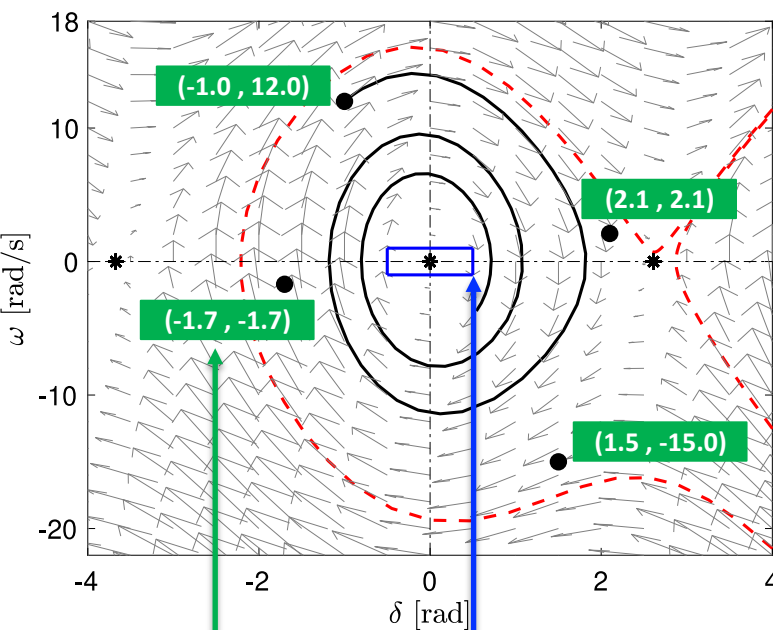 18
(-1.0 , 12.0)
10
(2.1 , 2.1)
0
ω [rad/s]
(-1.7 , -1.7)
-10
(1.5 , -15.0)
-20
-4
-2
0
2
4
δ [rad]